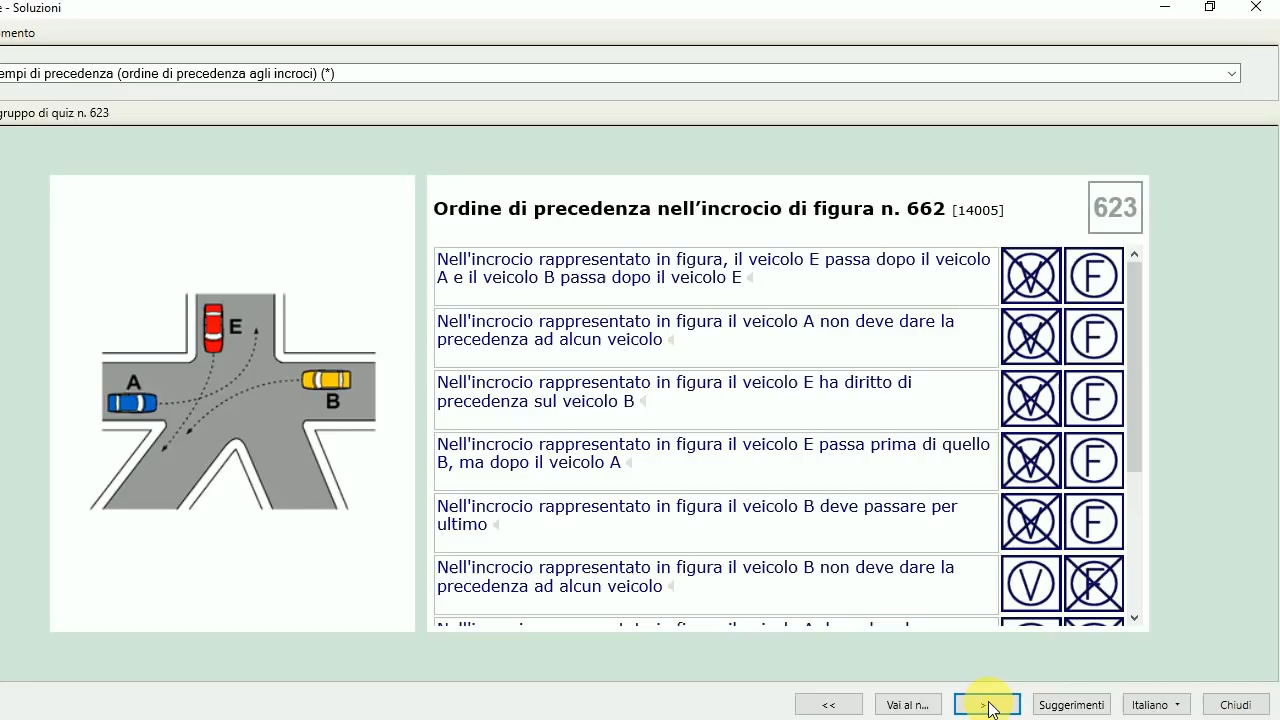 e - Soluzioni
mento
empi di precedenza (ordine di precedenza agli incroci) (*)
gruppo di quiz n. 623
Ordine di precedenza nell'incrocio di figura n. 662 [14005]
623
Nell'incrocio rappresentato in figura, il veicolo E passa dopo il veicolo
A e il veicolo B passa dopo il veicolo E
V F
Nell'incrocio rappresentato in figura il veicolo A non deve dare la
precedenza ad alcun veicolo
V F
Nell'incrocio rappresentato in figura il veicolo E ha diritto di
precedenza sul veicolo B
V F
Nell'incrocio rappresentato in figura il veicolo E passa prima di quello
B, ma dopo il veicolo A
V F
Nell'incrocio rappresentato in figura il veicolo B deve passare per
ultimo
V F
Nell'incrocio rappresentato in figura il veicolo B non deve dare la
precedenza ad alcun veicolo
V F
E
A
B
<< Vai al n... > Suggerimenti Italiano Chiudi